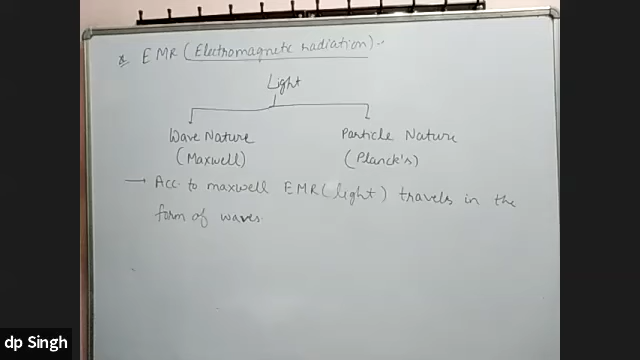 * EMR (Electromagnetic radiation):-
Light
Wave Nature Particle Nature
(Maxwell) (Planck's)
→ Acc. to maxwell EMR (light) travels in the
form of waves.
dp Singh